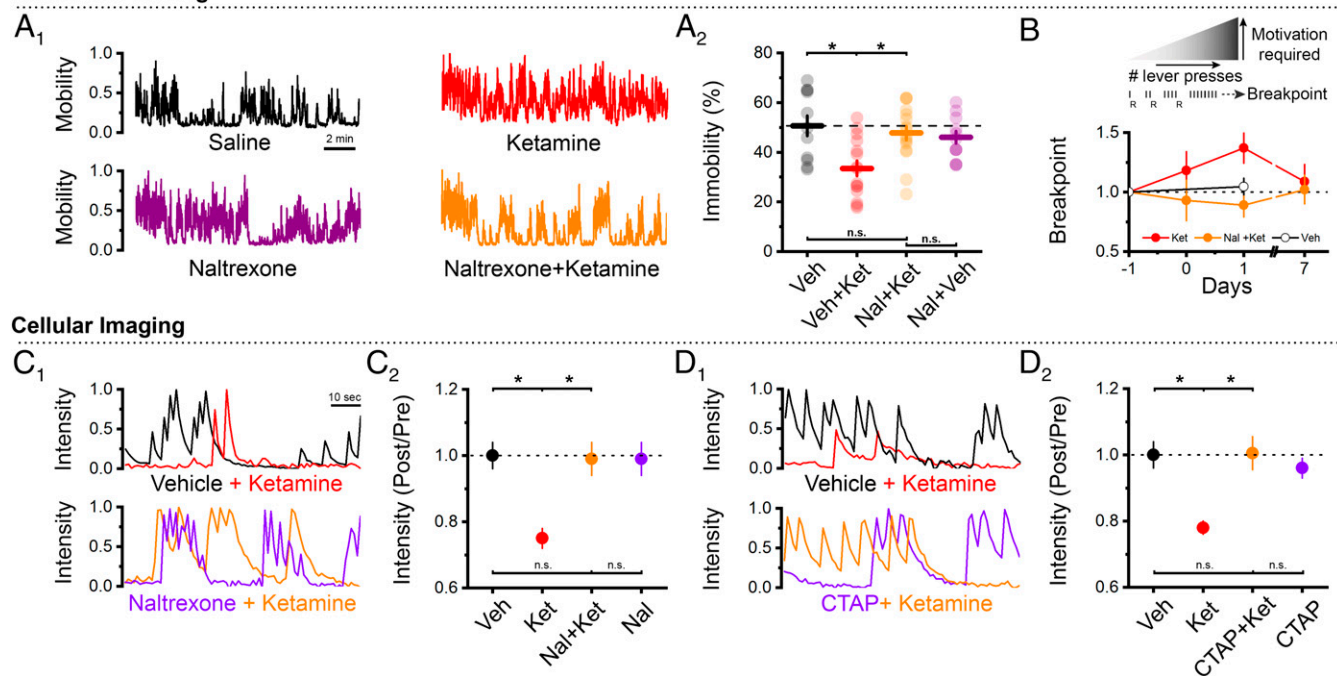 A1
Mobility
1.0
0.5
0
Saline
2 min
Ketamine
Mobility
1.0
0.5
0
Naltrexone
Naltrexone+Ketamine
A2
Immobility (%)
80
60
40
20
0
* *
n.s.
n.s.
Veh
Veh+Ket
Nal+Ket
Nal+Veh
B
Motivation
required
# lever presses
R R R
Breakpoint
Breakpoint
1.5
1.0
0.5
Ket Nal +Ket Veh
-1 0 1 7
Days
Cellular Imaging
C1
Intensity
1.0
0.5
0.0
10 sec
Vehicle + Ketamine
Intensity
1.0
0.5
0.0
Naltrexone + Ketamine
C2
Intensity (Post/Pre)
1.2
1.0
0.8
0.6
* *
n.s.
n.s.
Veh
Ket
Nal+Ket
Nal
D1
Intensity
1.0
0.5
0.0
Vehicle + Ketamine
Intensity
1.0
0.5
0.0
CTAP+ Ketamine
D2
Intensity (Post/Pre)
1.2
1.0
0.8
0.6
* *
n.s.
n.s.
Veh
Ket
CTAP+Ket
CTAP